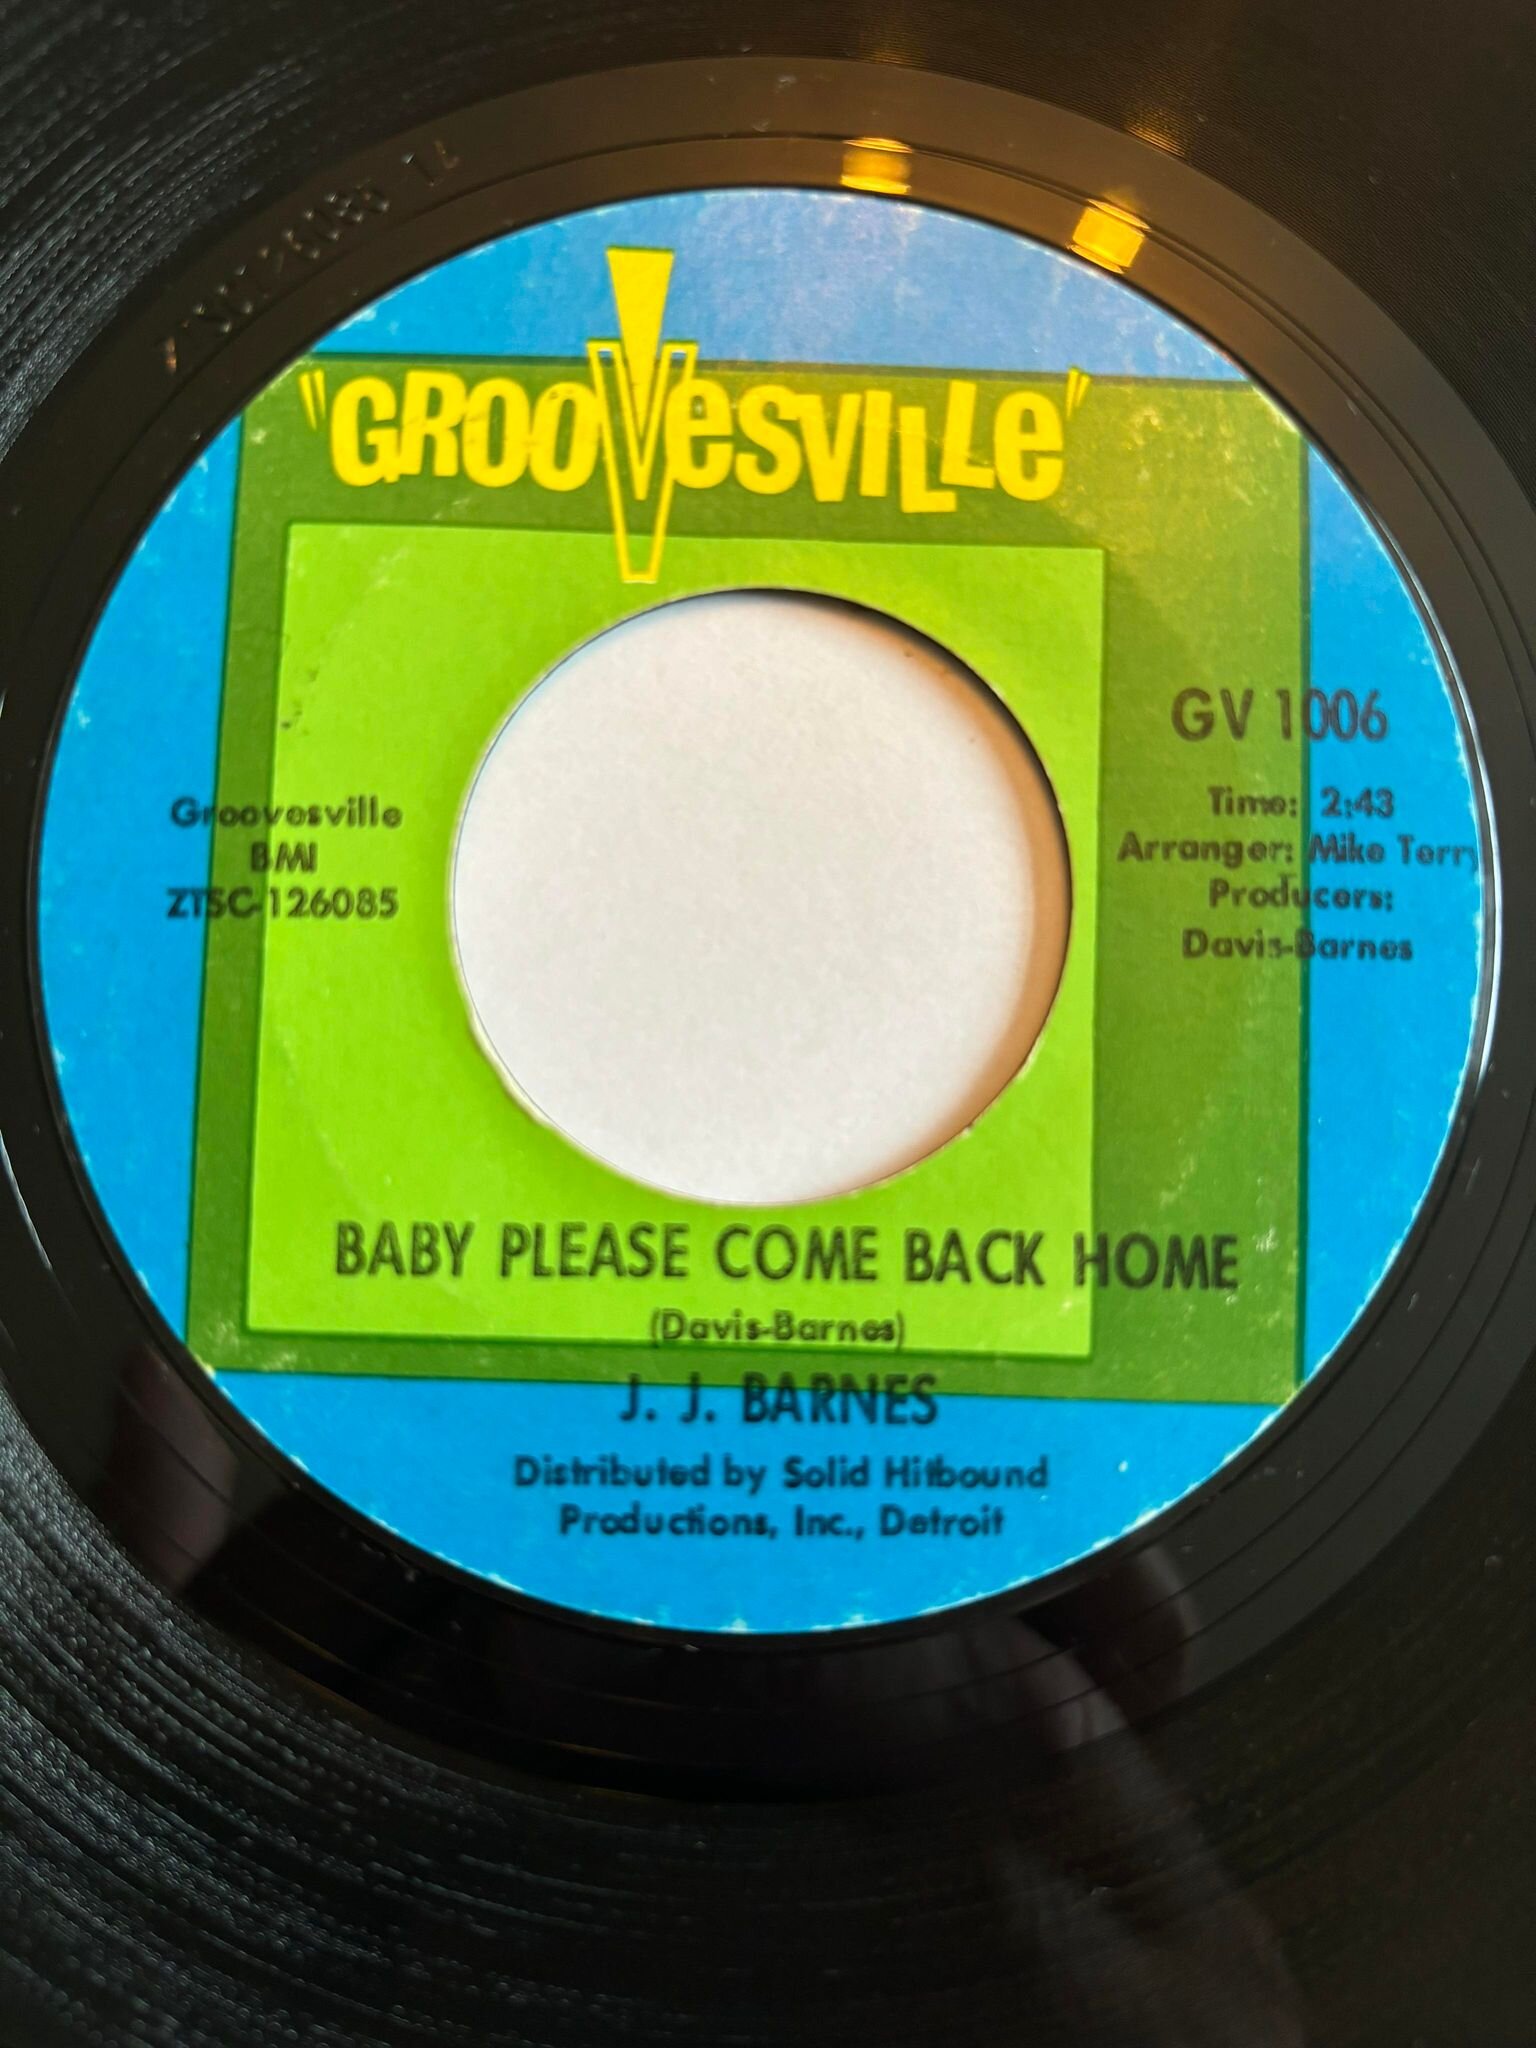 "GROOVESVILLE"
GV 1006
Time: 2:43
Arranger: Mike Terry
Producers:
Davis-Barnes
Groovesville
BMI
ZTSC-126085
BABY PLEASE COME BACK HOME
(Davis-Barnes)
J. J. BARNES
Distributed by Solid Hitbound
Productions, Inc., Detroit